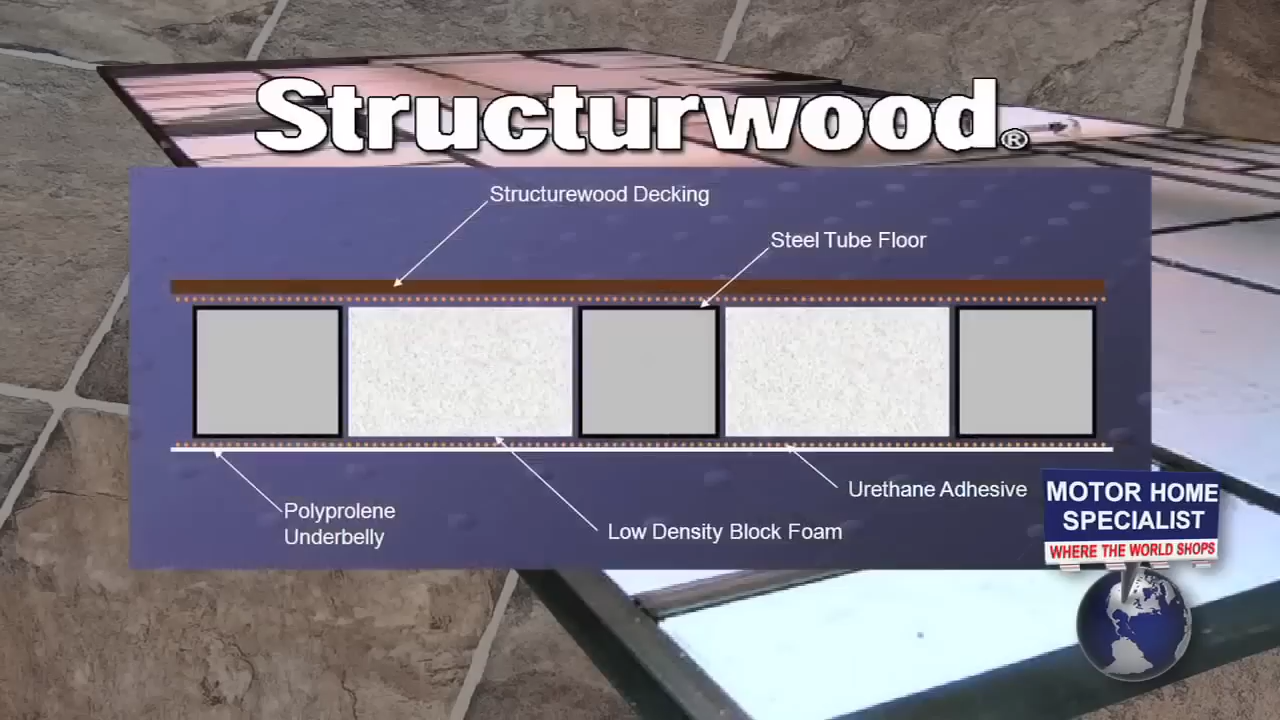 Structurwood®
Structurewood Decking
Steel Tube Floor
Urethane Adhesive
Polyprolene
Underbelly
Low Density Block Foam
MOTOR HOME
SPECIALIST
WHERE THE WORLD SHOPS